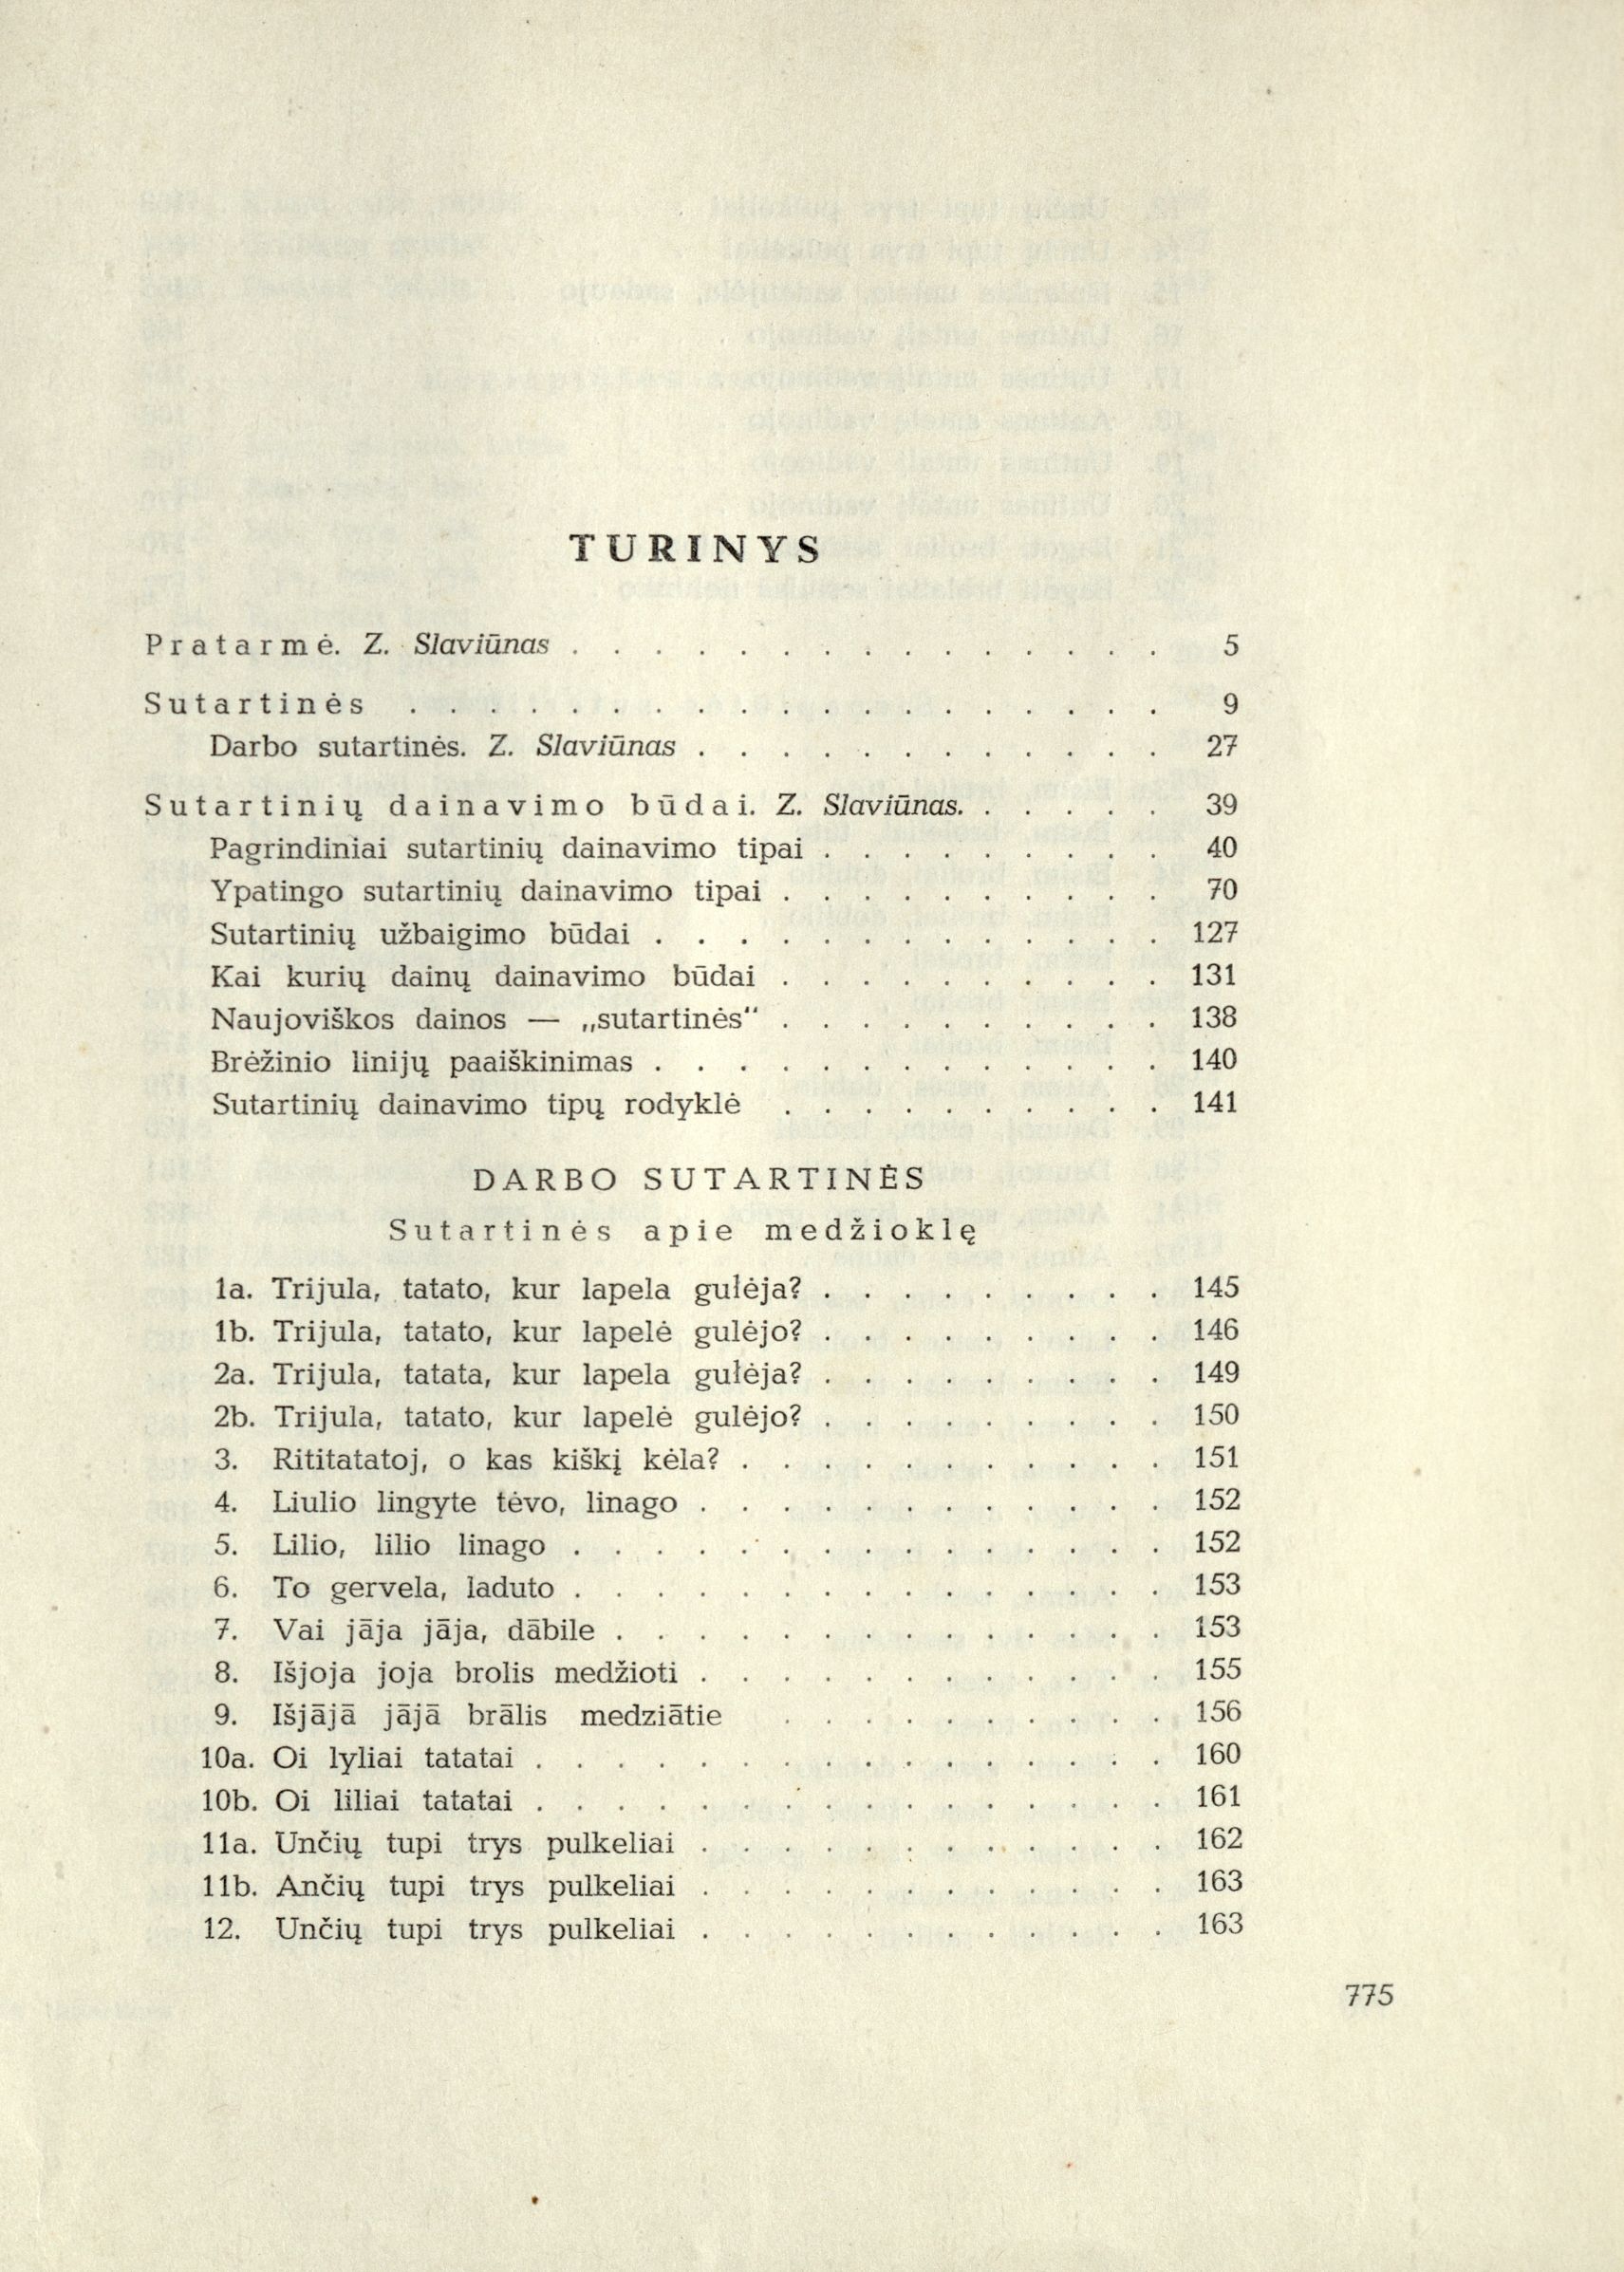 TURINYS
Pratarmė. Z. Slaviūnas . . . . . . . . . . . . . . . 5
Sutartinės . . . . . . . . . . . . . . . . . . . 9
Darbo sutartinės. Z. Slaviūnas . . . . . . . . . . . . 27
Sutartinių dainavimo būdai. Z. Slaviūnas. . . . . . 39
Pagrindiniai sutartinių dainavimo tipai . . . . . . . . . 40
Ypatingo sutartinių dainavimo tipai . . . . . . . . . . 70
Sutartinių užbaigimo būdai . . . . . . . . . . . . . 127
Kai kurių dainų dainavimo būdai . . . . . . . . . . 131
Naujoviškos dainos — „sutartinės“ . . . . . . . . . . 138
Brėžinio linijų paaiškinimas . . . . . . . . . . . . . 140
Sutartinių dainavimo tipų rodyklė . . . . . . . . . . 141
DARBO SUTARTINĖS
Sutartinės apie medžioklę
1a. Trijula, tatato, kur lapela gułėja? . . . . . . . . . 145
1b. Trijula, tatato, kur lapelė gulėjo? . . . . . . . . . 146
2a. Trijula, tatata, kur lapela gułėja? . . . . . . . . . 149
2b. Trijula, tatato, kur lapelė gulėjo? . . . . . . . . . 150
3. Rititatatoj, o kas kiškį kėla? . . . . . . . . . . . 151
4. Liulio lingyte tėvo, linago . . . . . . . . . . . . 152
5. Lilio, lilio linago . . . . . . . . . . . . . . . 152
6. To gervela, laduto . . . . . . . . . . . . . . . 153
7. Vai jāja jāja, dābile . . . . . . . . . . . . . . 153
8. Išjoja joja brolis medžioti . . . . . . . . . . . . 155
9. Išjājā jājā brālis medziātie . . . . . . . . . . 156
10a. Oi lyliai tatatai . . . . . . . . . . . . . . . . 160
10b. Oi liliai tatatai . . . . . . . . . . . . . . . . 161
11a. Unčių tupi trys pulkeliai . . . . . . . . . . . . 162
11b. Ančių tupi trys pulkeliai . . . . . . . . . . . . 163
12. Unčių tupi trys pulkeliai . . . . . . . . . . . . 163
775